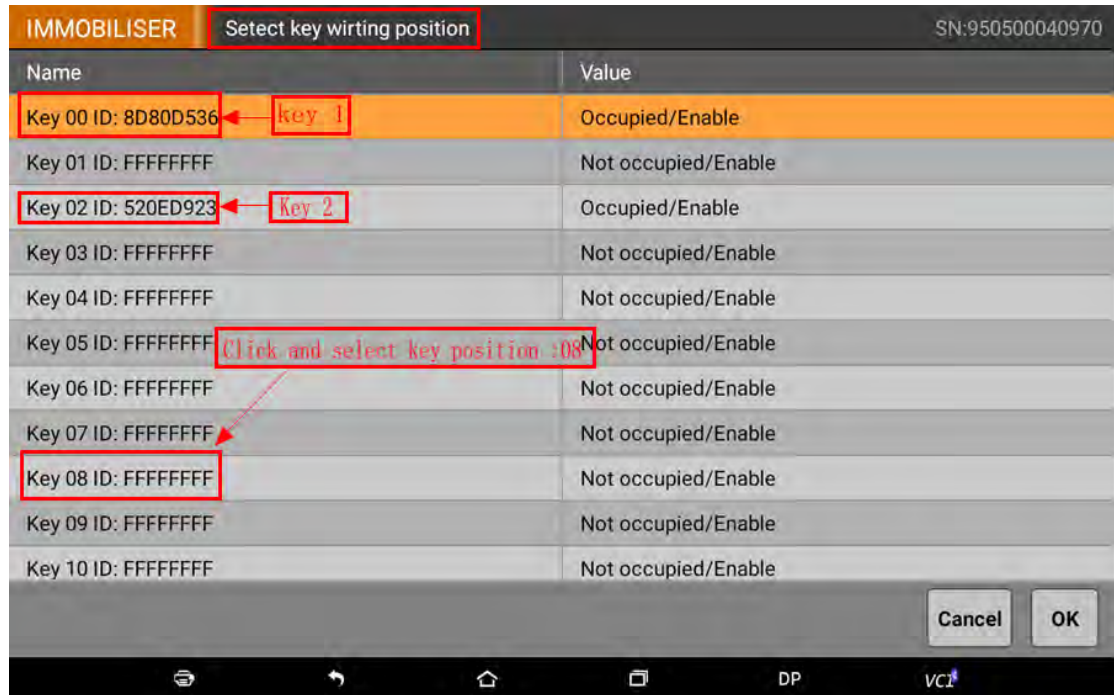 IMMOBILISER Setect key wirting position SN:950500040970
Name Value
Key 00 ID: 8D80D536 key 1 Occupied/Enable
Key 01 ID: FFFFFFFF Not occupied/Enable
Key 02 ID: 520ED923 Key 2 Occupied/Enable
Key 03 ID: FFFFFFFF Not occupied/Enable
Key 04 ID: FFFFFFFF Not occupied/Enable
Key 05 ID: FFFFFFFF Click and select key position :08 Not occupied/Enable
Key 06 ID: FFFFFFFF Not occupied/Enable
Key 07 ID: FFFFFFFF Not occupied/Enable
Key 08 ID: FFFFFFFF Not occupied/Enable
Key 09 ID: FFFFFFFF Not occupied/Enable
Key 10 ID: FFFFFFFF Not occupied/Enable
Cancel OK
DP VCI